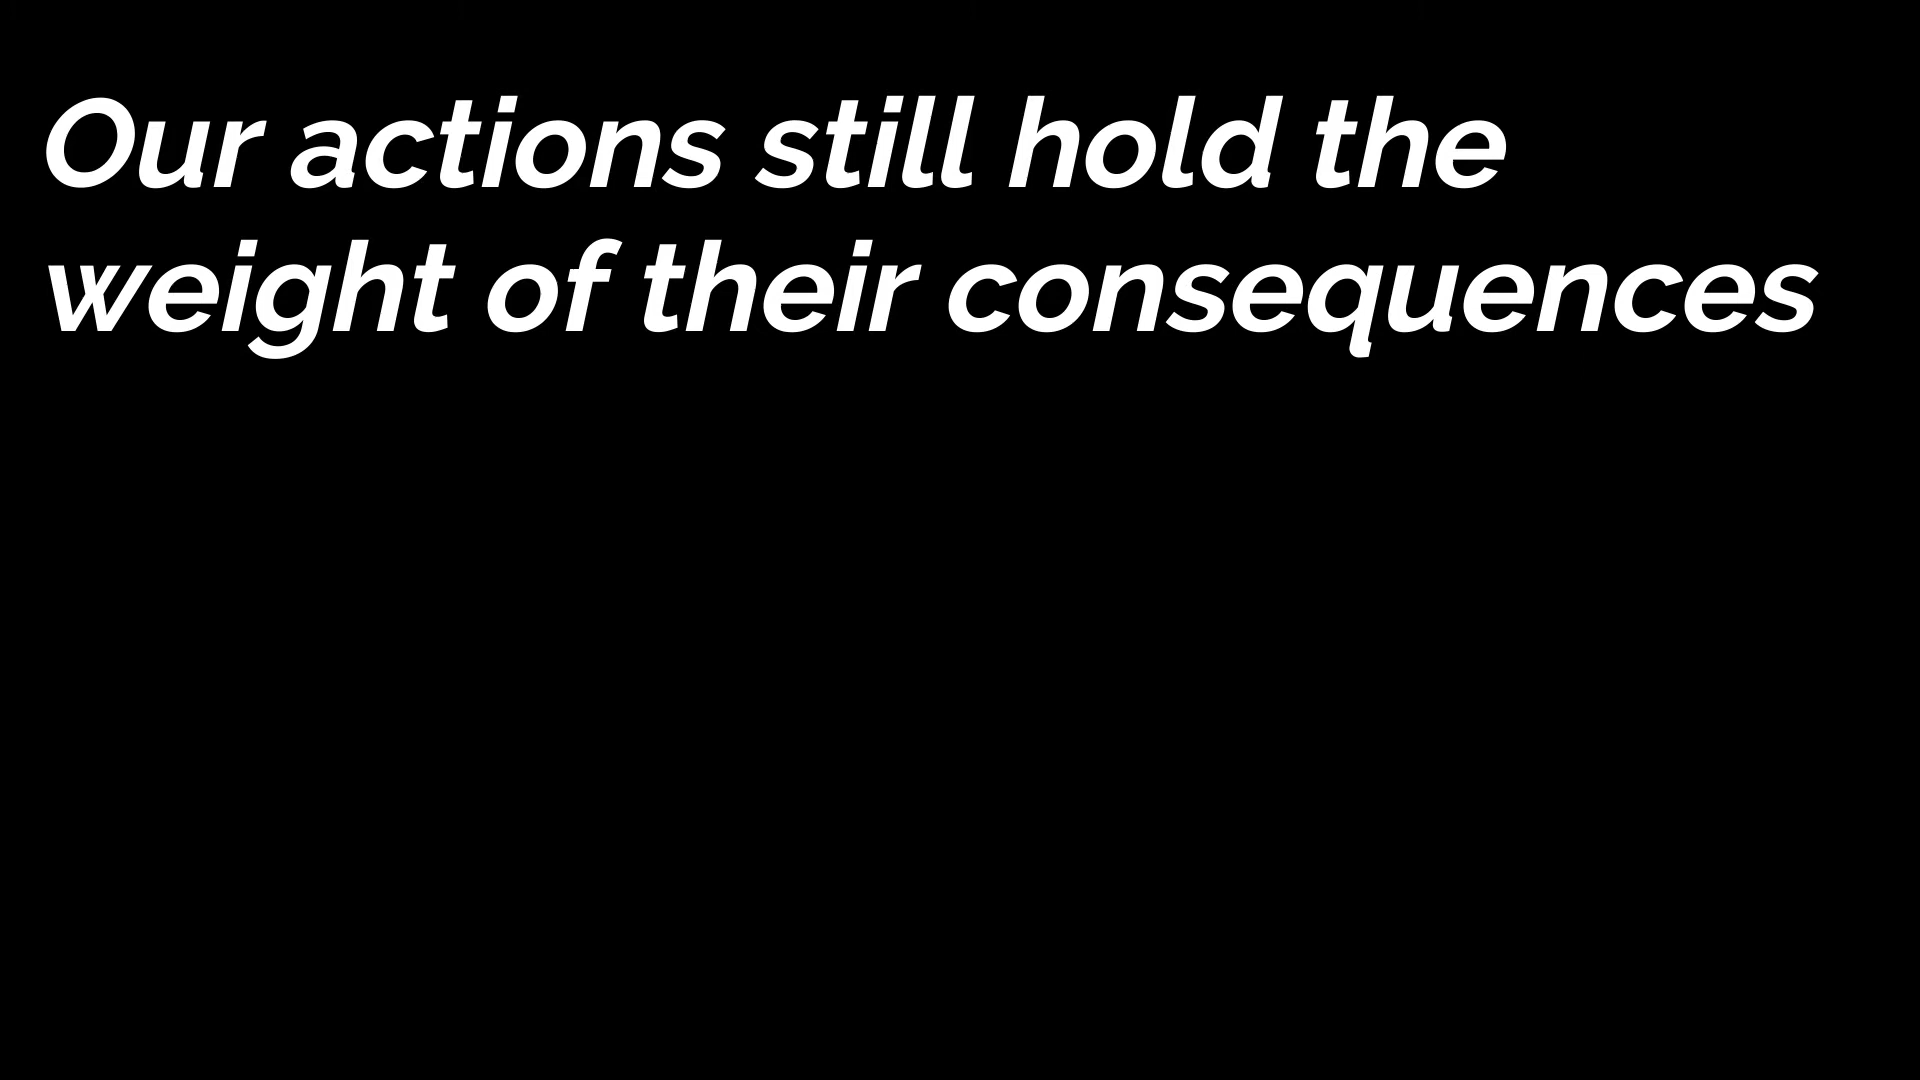 Our actions still hold the
weight of their consequences